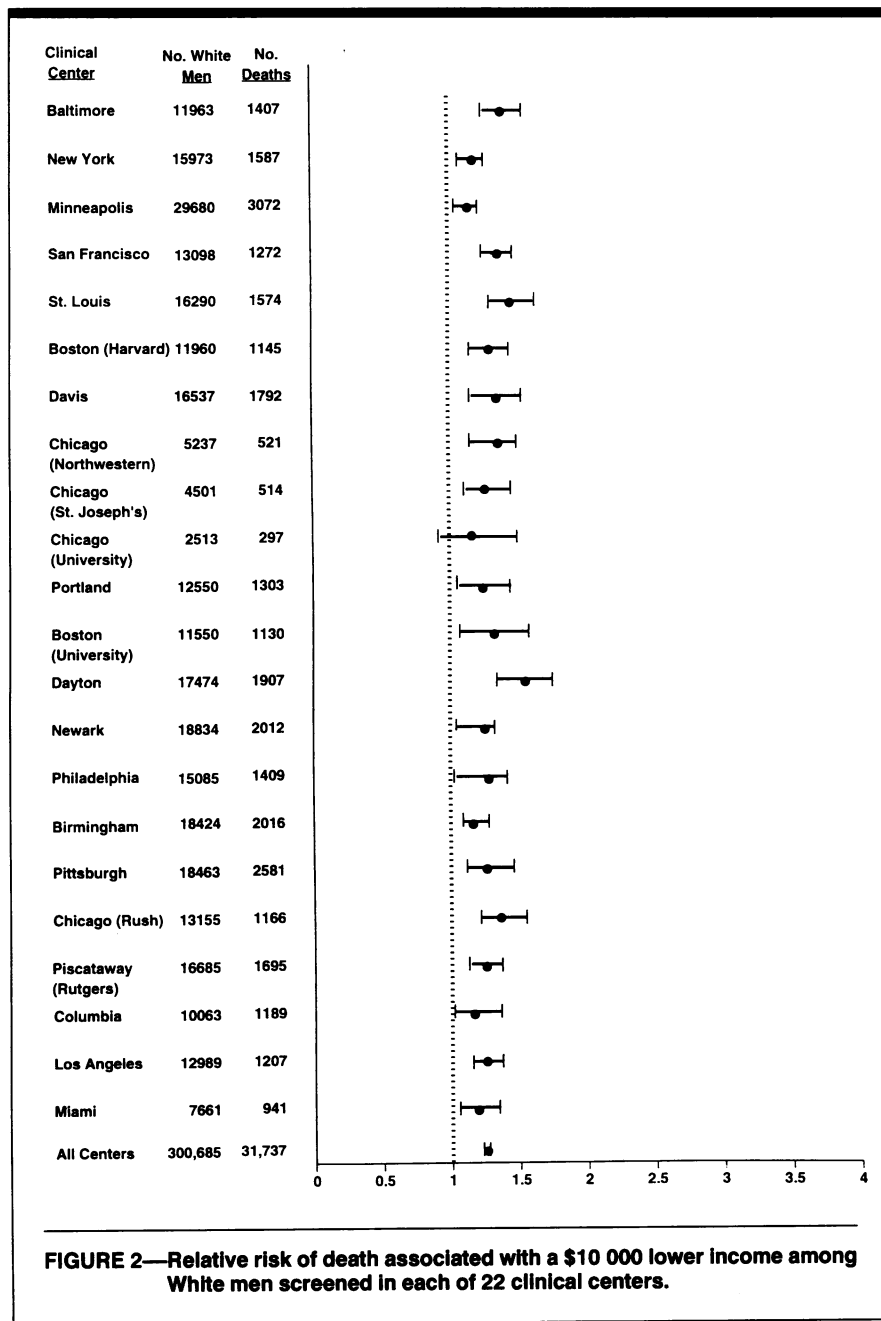 Clinical Center No. White Men No. Deaths
Baltimore 11963 1407
New York 15973 1587
Minneapolis 29680 3072
San Francisco 13098 1272
St. Louis 16290 1574
Boston (Harvard) 11960 1145
Davis 16537 1792
Chicago 5237 521
(Northwestern)
Chicago 4501 514
(St. Joseph's)
Chicago 2513 297
(University)
Portland 12550 1303
Boston 11550 1130
(University)
Dayton 17474 1907
Newark 18834 2012
Philadelphia 15085 1409
Birmingham 18424 2016
Pittsburgh 18463 2581
Chicago (Rush) 13155 1166
Piscataway 16685 1695
(Rutgers)
Columbia 10063 1189
Los Angeles 12989 1207
Miami 7661 941
All Centers 300,685 31,737
0 0.5 1 1.5 2 2.5 3 3.5 4
FIGURE 2—Relative risk of death associated with a $10 000 lower income among
White men screened in each of 22 clinical centers.